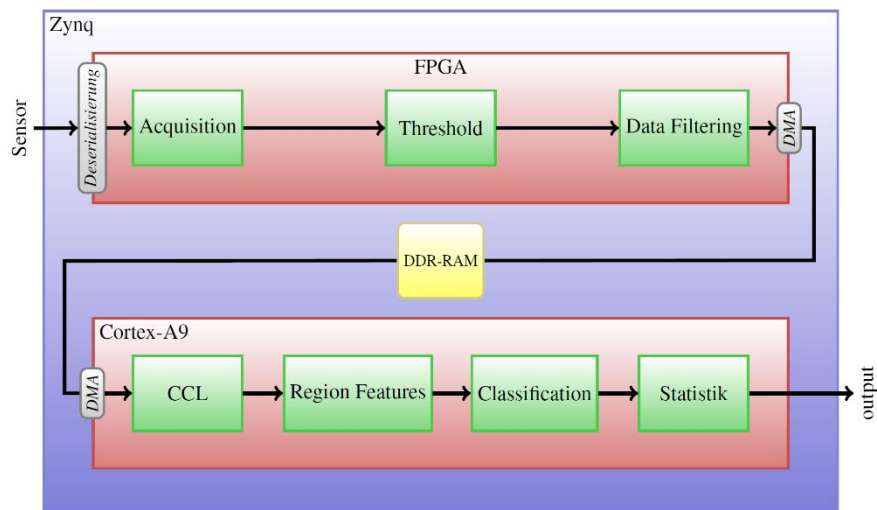 Zynq
FPGA
Sensor
Deserialisierung
Acquisition
Threshold
Data Filtering
DMA
DDR-RAM
Cortex-A9
DMA
CCL
Region Features
Classification
Statistik
output